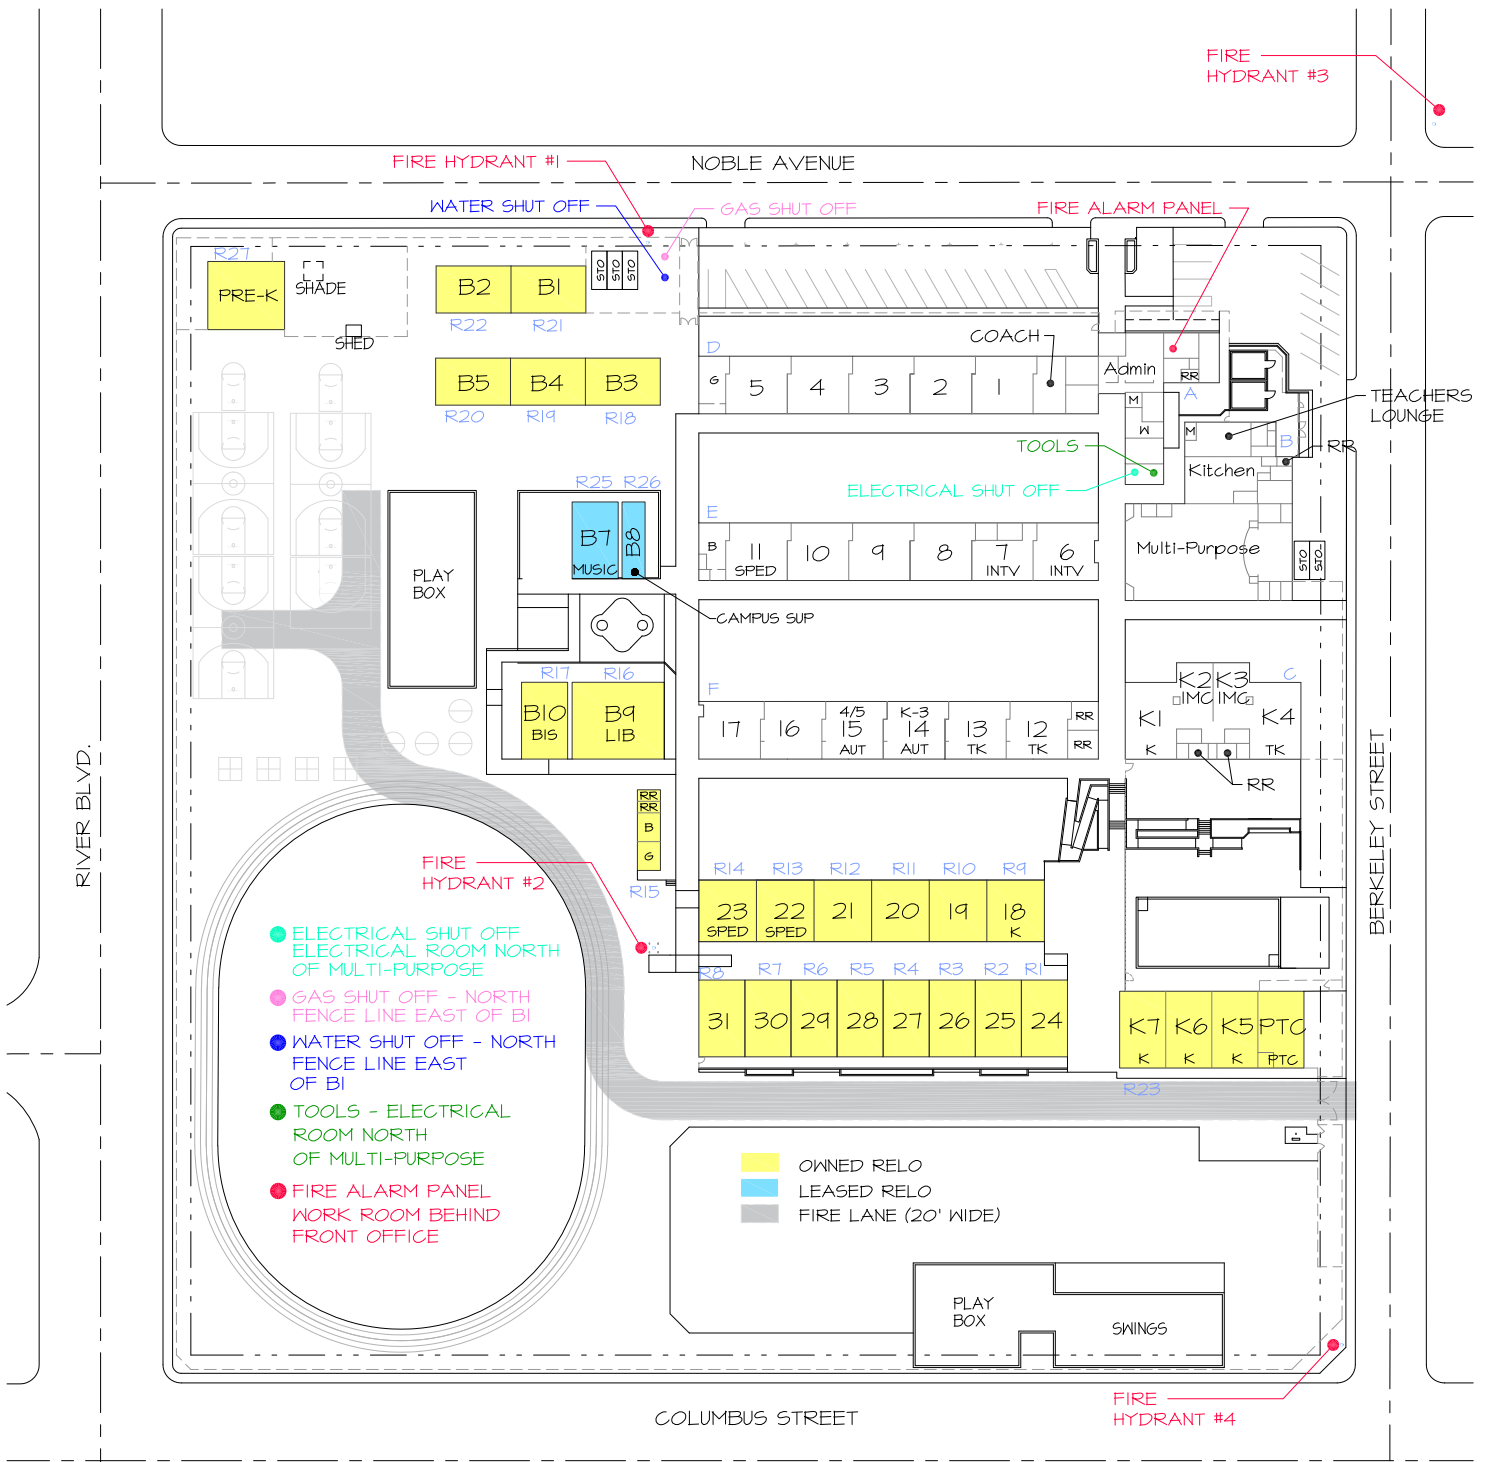 FIRE
HYDRANT #3
FIRE HYDRANT #1
NOBLE AVENUE
WATER SHUT OFF
GAS SHUT OFF
FIRE ALARM PANEL
R27
PRE-K
SHADE
SHED
B2
B1
R22
R21
STO
STO
STO
B5
B4
B3
R20
R19
R18
D
COACH
G
5
4
3
2
1
Admin
RR
A
M
W
M
B
TEACHERS
LOUNGE
RR
Kitchen
TOOLS
ELECTRICAL SHUT OFF
R25
R26
B7
MUSIC
B8
E
B
11
SPED
10
9
8
7
INTV
6
INTV
Multi-Purpose
STO
STO
PLAY
BOX
CAMPUS SUP
R17
R16
B10
BIS
B9
LIB
F
17
16
4/5
15
AUT
K-3
14
AUT
13
TK
12
TK
RR
RR
K2
K3
IMC
IMC
C
K1
K
K4
TK
RR
RIVER BLVD.
BERKELEY STREET
RR
RR
B
G
R15
FIRE
HYDRANT #2
R14
R13
R12
R11
R10
R9
23
SPED
22
SPED
21
20
19
18
K
R8
R7
R6
R5
R4
R3
R2
R1
31
30
29
28
27
26
25
24
K7
K
K6
K
K5
K
PTC
PTC
R23
ELECTRICAL SHUT OFF
ELECTRICAL ROOM NORTH
OF MULTI-PURPOSE
GAS SHUT OFF - NORTH
FENCE LINE EAST OF B1
WATER SHUT OFF - NORTH
FENCE LINE EAST
OF B1
TOOLS - ELECTRICAL
ROOM NORTH
OF MULTI-PURPOSE
FIRE ALARM PANEL
WORK ROOM BEHIND
FRONT OFFICE
OWNED RELO
LEASED RELO
FIRE LANE (20' WIDE)
PLAY
BOX
SWINGS
FIRE
HYDRANT #4
COLUMBUS STREET